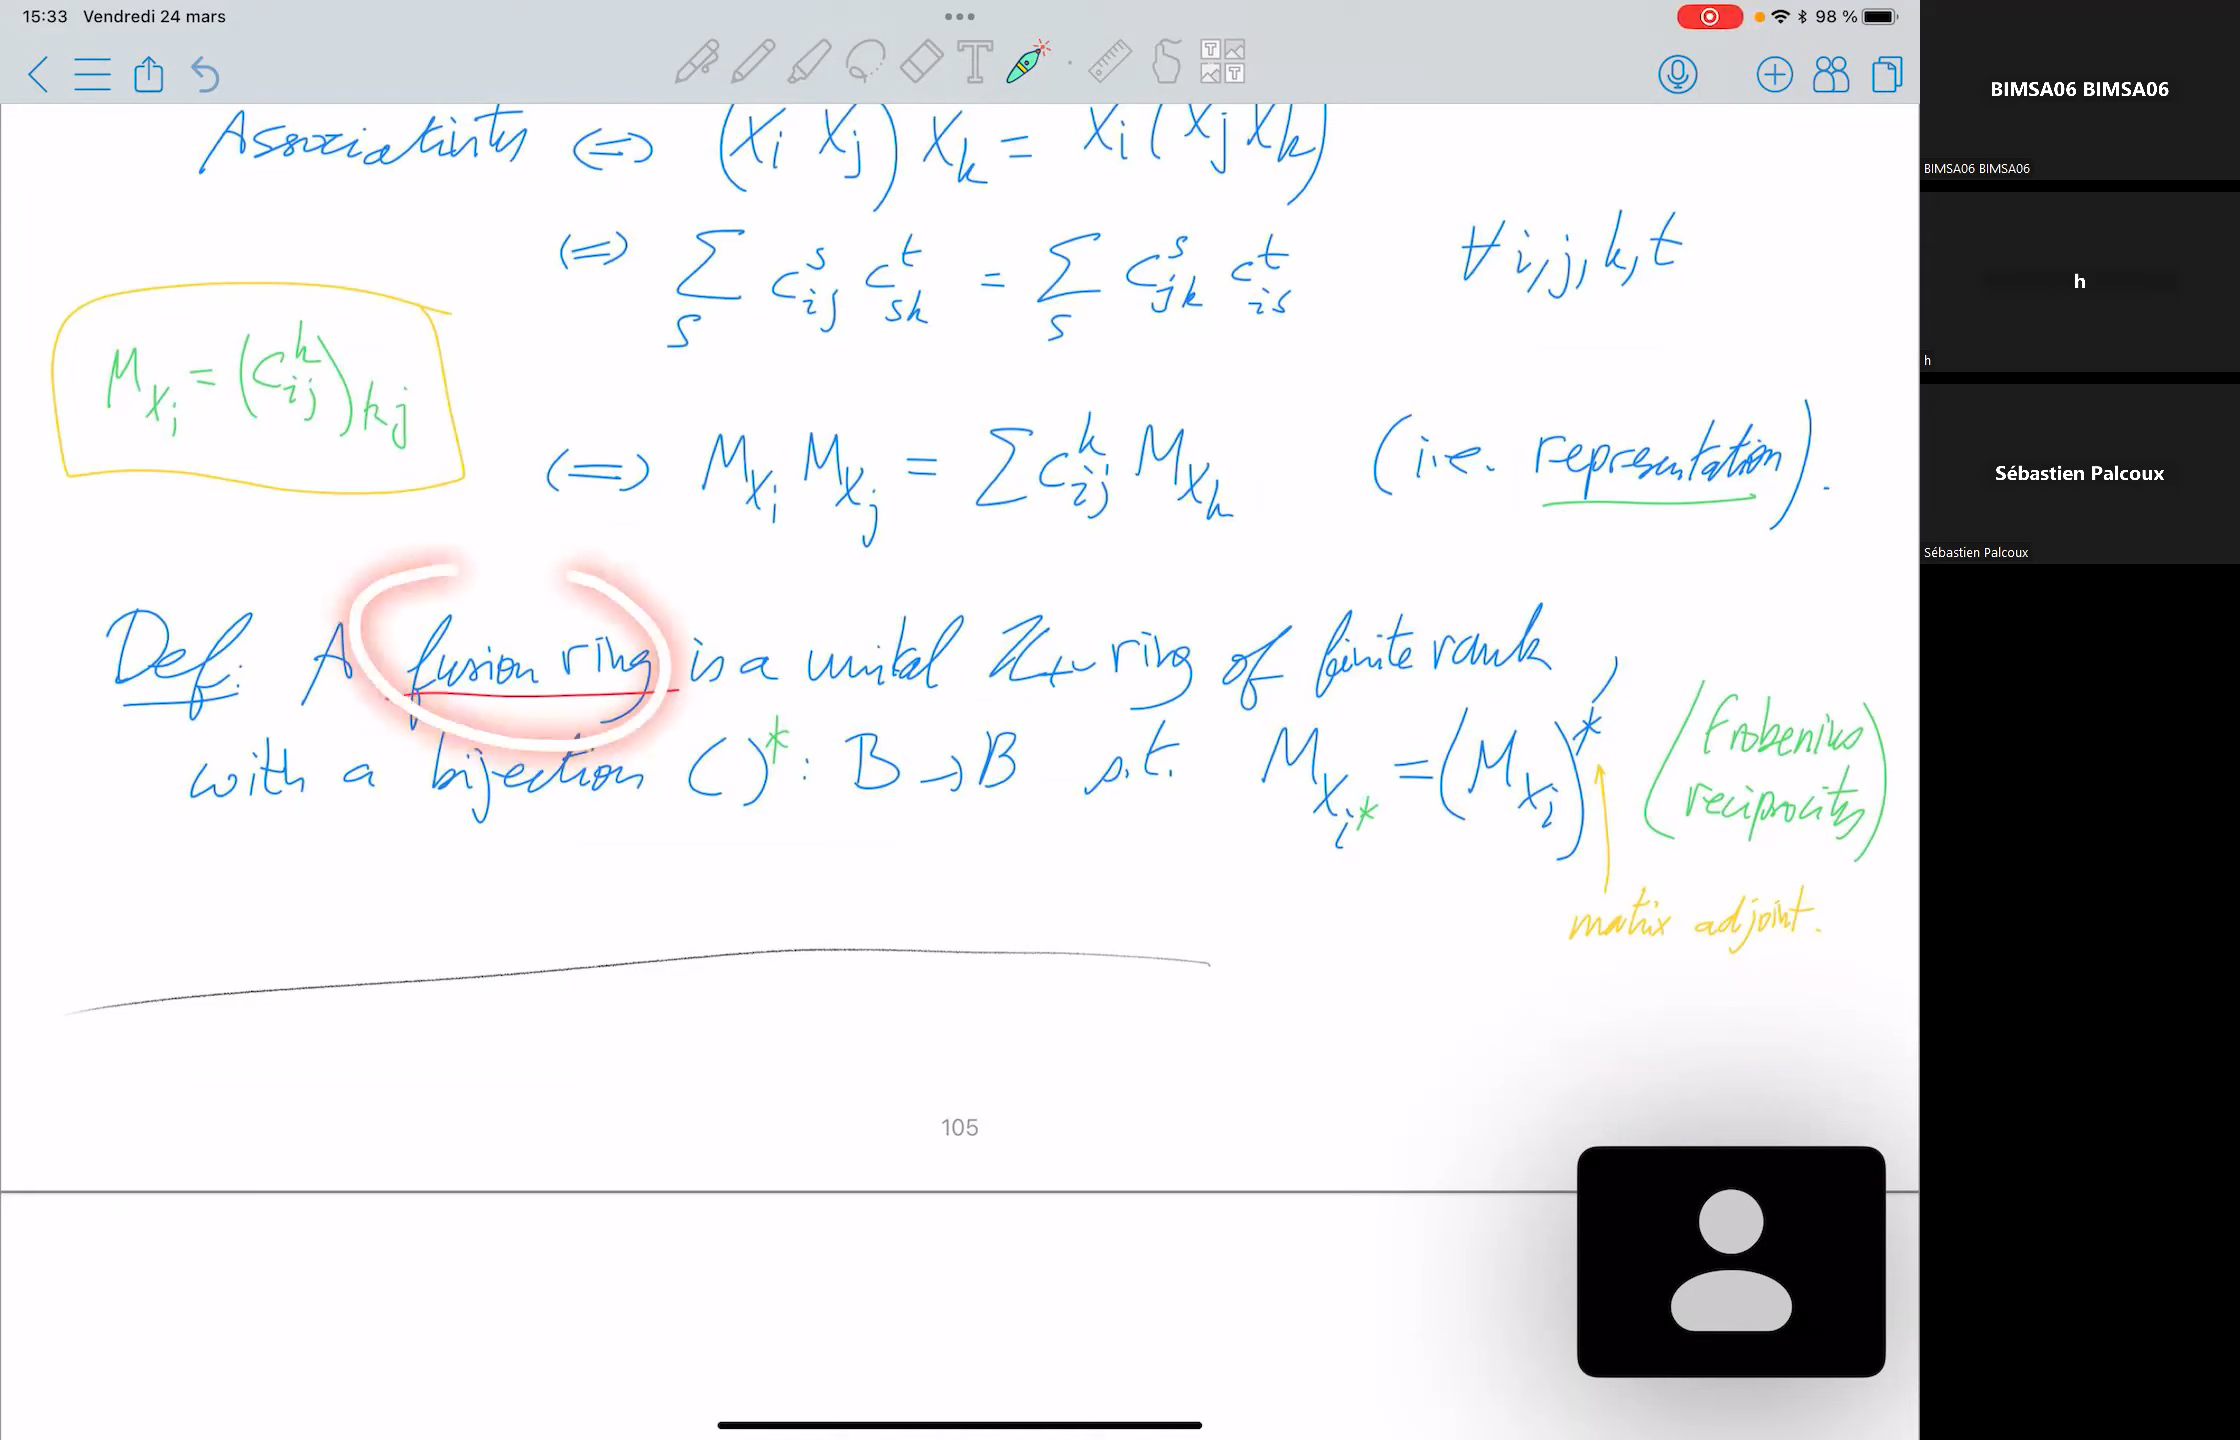 15:33 Vendredi 24 mars
98 %
Associativity <=> (X_i X_j) X_k = X_i (X_j X_k)
<=> ∑_s c_{ij}^s c_{sk}^t = ∑_s c_{jk}^s c_{is}^t ∀ i, j, k, t
M_{X_i} = (c_{ij}^k)_{kj}
<=> M_{X_i} M_{X_j} = ∑ c_{ij}^k M_{X_k} (i.e. representation).
Def: A fusion ring is a unital ℤ_+-ring of finite rank,
with a bijection ( )^* : B → B s.t. M_{X_{i^*}} = (M_{X_i})^* (Frobenius reciprocity)
matrix adjoint.
105
BIMSA06 BIMSA06
BIMSA06 BIMSA06
h
h
Sébastien Palcoux
Sébastien Palcoux